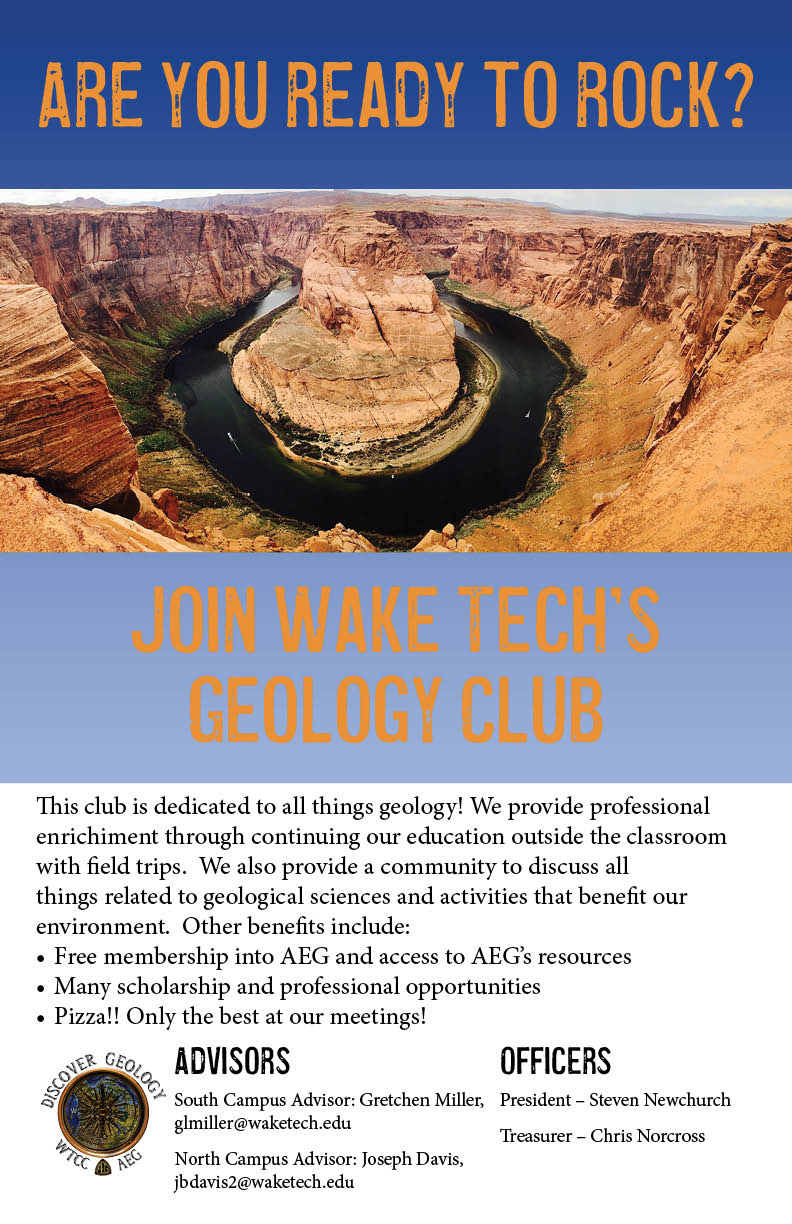 ARE YOU READY TO ROCK?
JOIN WAKE TECH'S
GEOLOGY CLUB
This club is dedicated to all things geology! We provide professional
enrichiment through continuing our education outside the classroom
with field trips.  We also provide a community to discuss all
things related to geological sciences and activities that benefit our
environment.  Other benefits include:
• Free membership into AEG and access to AEG's resources
• Many scholarship and professional opportunities
• Pizza!! Only the best at our meetings!
DISCOVER GEOLOGY
WTCC AEG
ADVISORS
South Campus Advisor: Gretchen Miller,
glmiller@waketech.edu
North Campus Advisor: Joseph Davis,
jbdavis2@waketech.edu
OFFICERS
President – Steven Newchurch
Treasurer – Chris Norcross